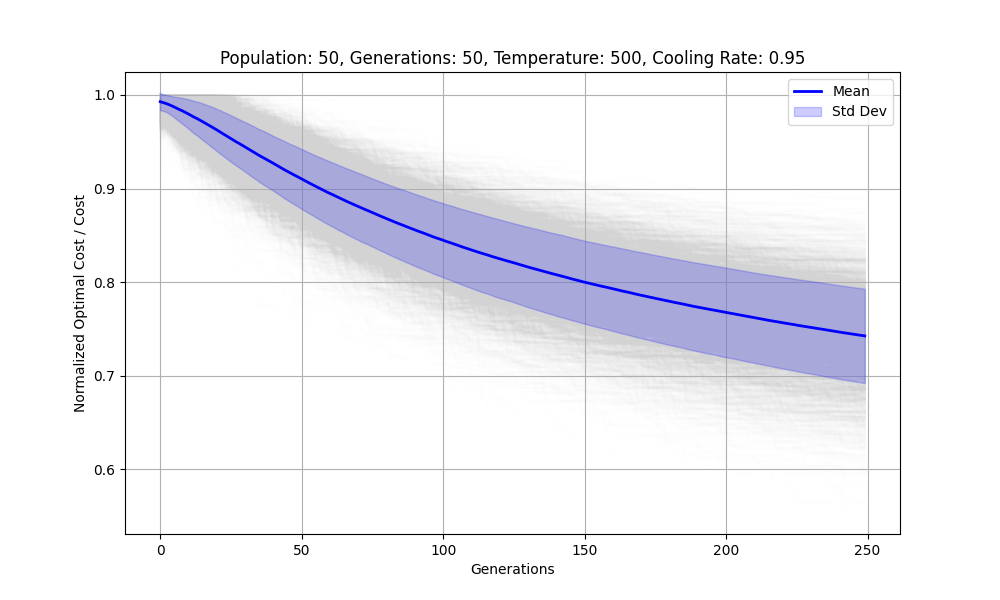 Population: 50, Generations: 50, Temperature: 500, Cooling Rate: 0.95
Mean
Std Dev
Normalized Optimal Cost / Cost
1.0
0.9
0.8
0.7
0.6
0
50
100
150
200
250
Generations